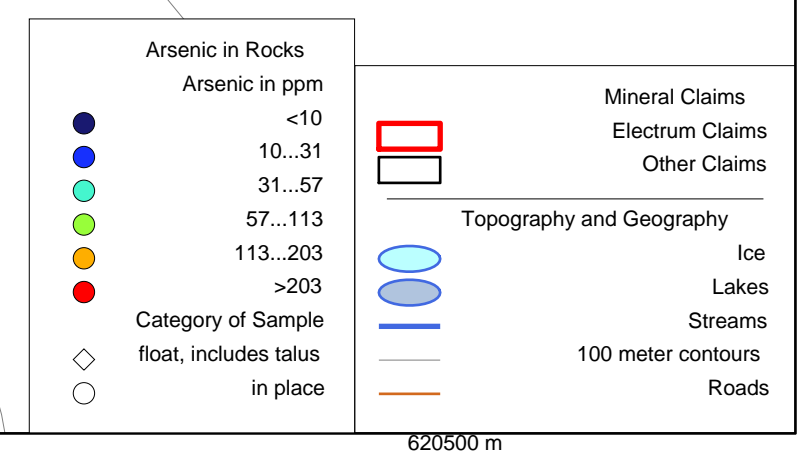 Arsenic in Rocks
Arsenic in ppm
<10
10...31
31...57
57...113
113...203
>203
Category of Sample
float, includes talus
in place
Mineral Claims
Electrum Claims
Other Claims
Topography and Geography
Ice
Lakes
Streams
100 meter contours
Roads
620500 m